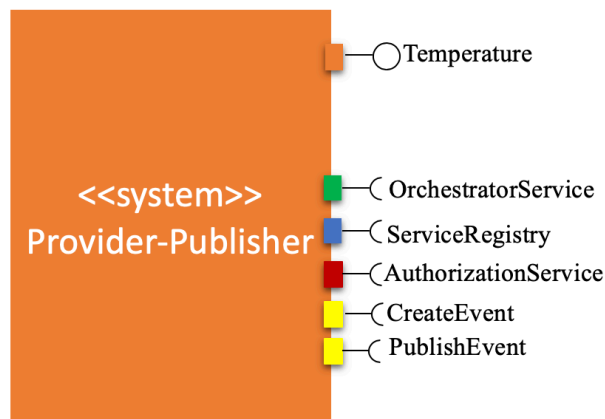 Temperature
<<system>>
Provider-Publisher
OrchestratorService
ServiceRegistry
AuthorizationService
CreateEvent
PublishEvent